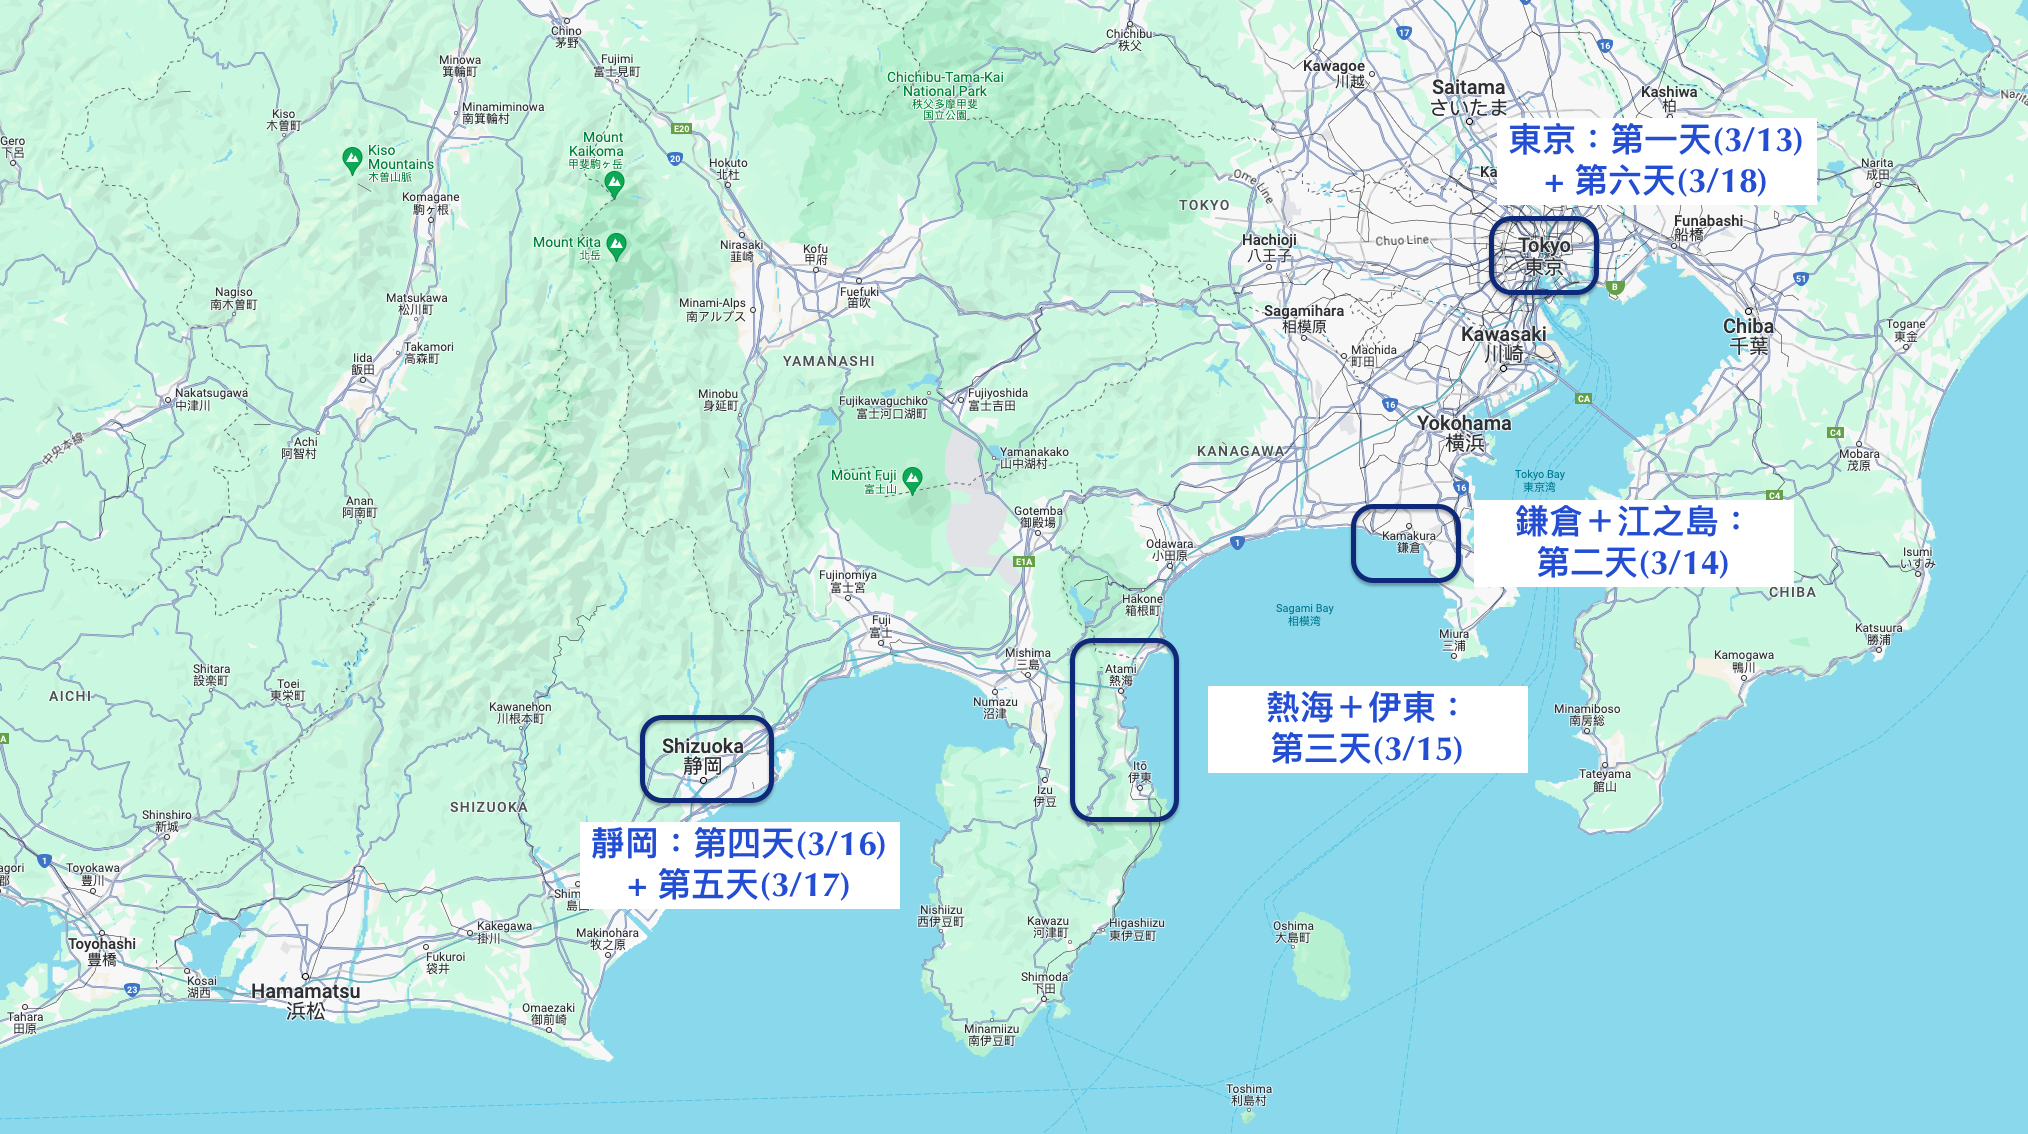 Chino
茅野
Chichibu
秩父
17
16
Minowa
箕輪町
Fujimi
富士見町
Kawagoe
川越
Saitama
さいたま
Kashiwa
柏
Chichibu-Tama-Kai
National Park
秩父多摩甲斐
国立公園
Minamiminowa
南箕輪村
Kiso
木曽町
E20
20
Gero
下呂
Kiso
Mountains
木曽山脈
Mount
Kaikoma
甲斐駒ヶ岳
Hokuto
北杜
東京：第一天(3/13)
+ 第六天(3/18)
Narita
成田
Komagane
駒ヶ根
TOKYO
Mount Kita
北岳
Nirasaki
韮崎
Kofu
甲府
Hachioji
八王子
Chuo Line
Tokyo
東京
Funabashi
船橋
51
B
Nagiso
南木曽町
Matsukawa
松川町
Minami-Alps
南アルプス
Fuefuki
笛吹
Sagamihara
相模原
Kawasaki
川崎
Chiba
千葉
Togane
東金
Iida
飯田
Takamori
高森町
YAMANASHI
Machida
町田
Nakatsugawa
中津川
Minobu
身延町
Fujikawaguchiko
富士河口湖町
Fujiyoshida
富士吉田
16
CA
Yokohama
横浜
中央本線
Achi
阿智村
Yamanakako
山中湖村
KANAGAWA
C4
Mobara
茂原
Mount Fuji
富士山
Tokyo Bay
東京湾
16
C4
Anan
阿南町
Gotemba
御殿場
鎌倉＋江之島：
第二天(3/14)
Kamakura
鎌倉
1
Odawara
小田原
E1A
Isumi
いすみ
Fujinomiya
富士宮
Hakone
箱根町
Sagami Bay
相模湾
CHIBA
Fuji
富士
Miura
三浦
Katsuura
勝浦
Mishima
三島
Kamogawa
鴨川
Shitara
設楽町
Toei
東栄町
AICHI
Atami
熱海
Kawanehon
川根本町
Numazu
沼津
熱海＋伊東：
第三天(3/15)
Minamiboso
南房総
Shizuoka
静岡
Itō
伊東
Izu
伊豆
Tateyama
館山
SHIZUOKA
Shinshiro
新城
靜岡：第四天(3/16)
+ 第五天(3/17)
1
Toyokawa
豊川
Nishiizu
西伊豆町
Kawazu
河津町
Higashiizu
東伊豆町
Oshima
大島町
Kakegawa
掛川
Makinohara
牧之原
Toyohashi
豊橋
Fukuroi
袋井
Kosai
湖西
23
Hamamatsu
浜松
Shimoda
下田
Omaezaki
御前崎
Tahara
田原
Minamiizu
南伊豆町
Toshima
利島村